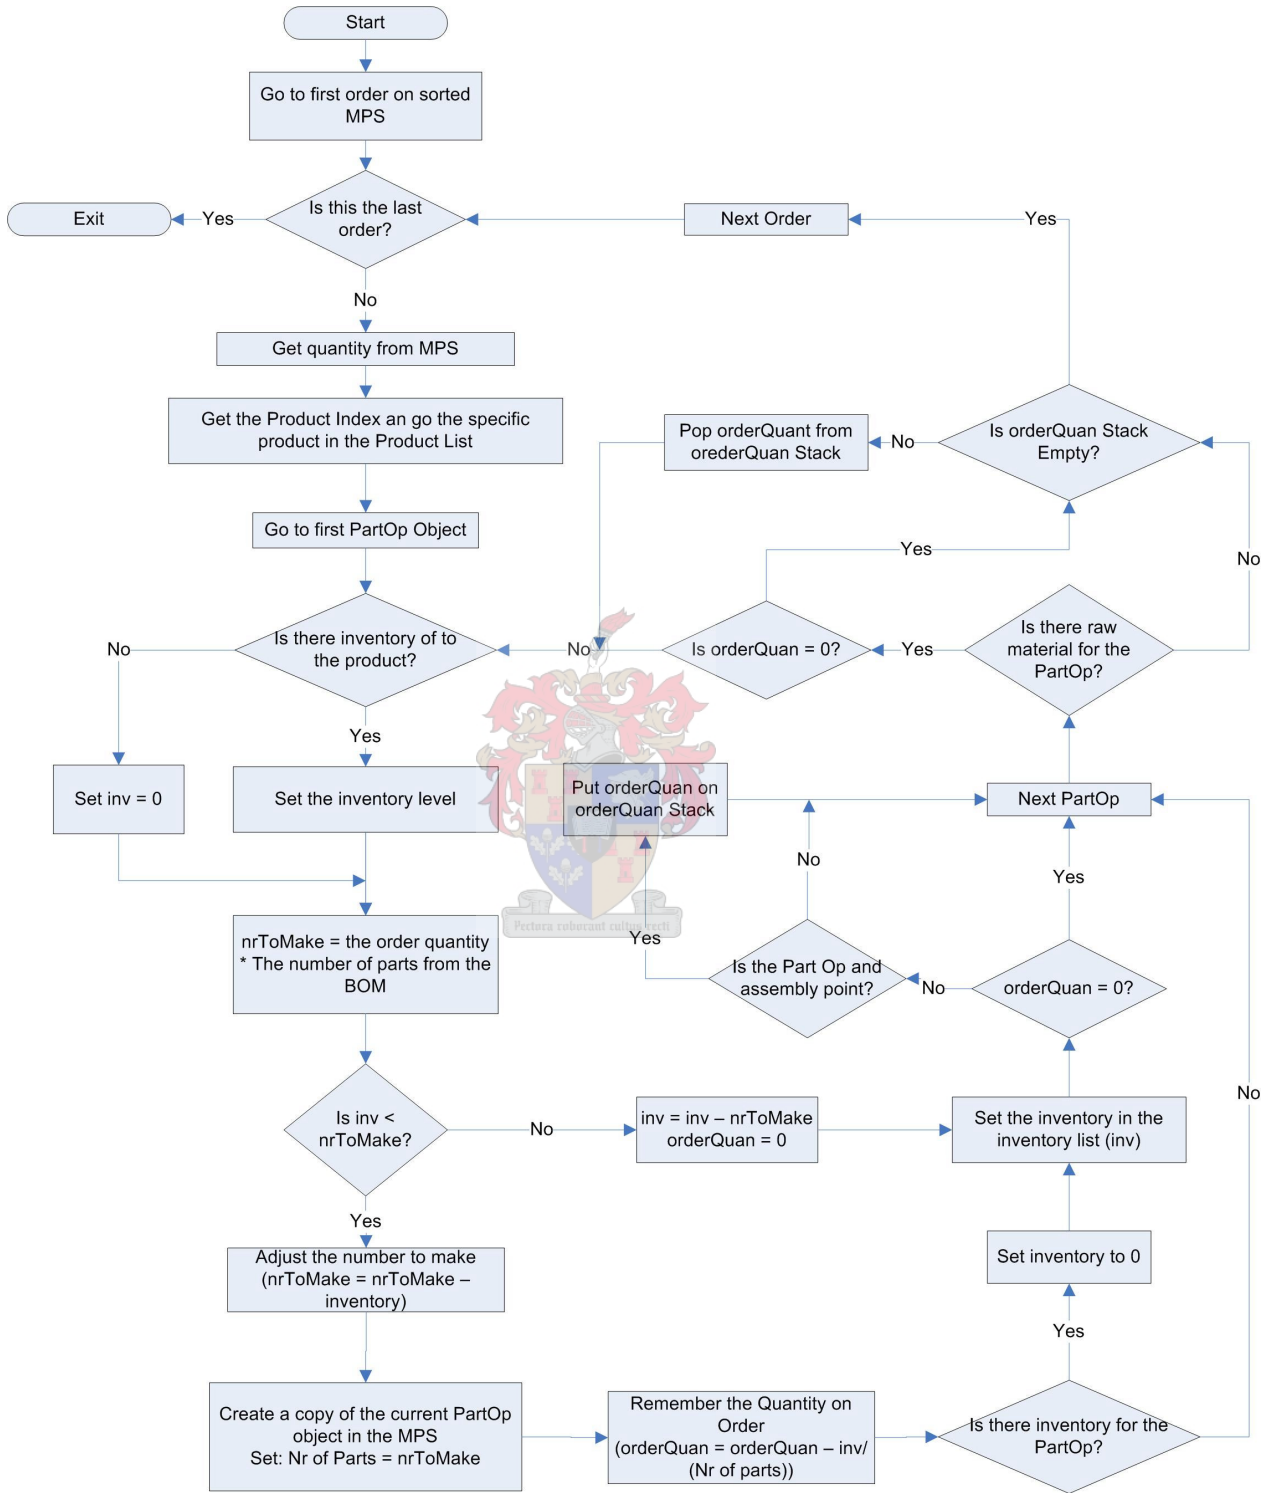 Start
Go to first order on sorted
MPS
Exit
Yes
Is this the last
order?
Next Order
Yes
No
Get quantity from MPS
Get the Product Index an go the specific
product in the Product List
Pop orderQuant from
orederQuan Stack
No
Is orderQuan Stack
Empty?
Go to first PartOp Object
Yes
No
No
Is there inventory of to
the product?
No
Is orderQuan = 0?
Yes
Is there raw
material for the
PartOp?
Yes
Set inv = 0
Set the inventory level
Put orderQuan on
orderQuan Stack
Next PartOp
No
Yes
Pectora roborant cultus recti
nrToMake = the order quantity
* The number of parts from the
BOM
Yes
Is the Part Op and
assembly point?
No
orderQuan = 0?
No
Is inv <
nrToMake?
No
inv = inv – nrToMake
orderQuan = 0
Set the inventory in the
inventory list (inv)
Yes
Adjust the number to make
(nrToMake = nrToMake –
inventory)
Set inventory to 0
Yes
Create a copy of the current PartOp
object in the MPS
Set: Nr of Parts = nrToMake
Remember the Quantity on
Order
(orderQuan = orderQuan – inv/
(Nr of parts))
Is there inventory for the
PartOp?